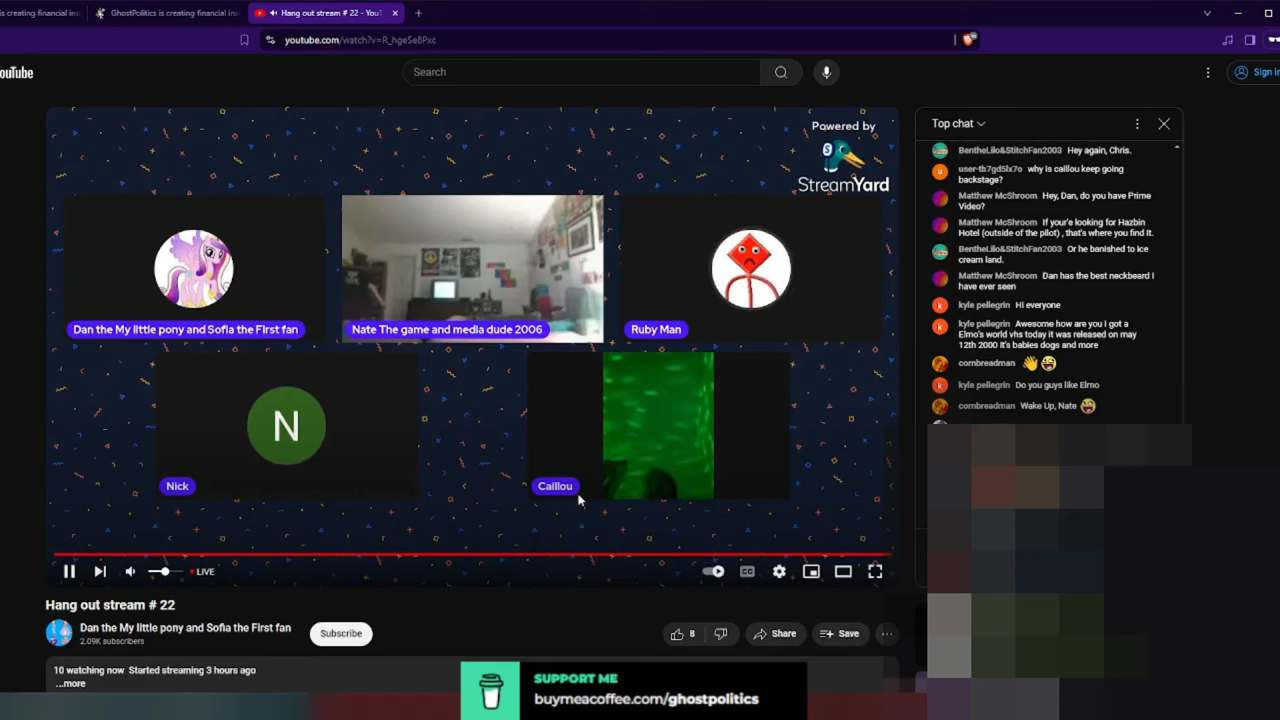 is creating financial ins
GhostPolitics is creating financial ins
Hang out stream # 22 - YouT
youtube.com/watch?v=R_hgeSe8Pxc
ouTube
Search
Sign in
Powered by
StreamYard
Dan the My little pony and Sofia the First fan
Nate The game and media dude 2006
Ruby Man
N
Nick
Caillou
LIVE
CC
Top chat
BentheLilo&StitchFan2003 Hey again, Chris.
user-tb7gd5lx7o why is caillou keep going
backstage?
Matthew McShroom Hey, Dan, do you have Prime
Video?
Matthew McShroom If your'e looking for Hazbin
Hotel (outside of the pilot) , that's where you find it.
BentheLilo&StitchFan2003 Or he banished to ice
cream land.
Matthew McShroom Dan has the best neckbeard I
have ever seen
kyle pellegrin Hi everyone
kyle pellegrin Awesome how are you I got a
Elmo's world vhs today it was released on may
12th 2000 It's babies dogs and more
cornbreadman 👋😜
kyle pellegrin Do you guys like Elmo
cornbreadman Wake Up, Nate 😜
Hang out stream # 22
Dan the My little pony and Sofia the First fan
2.09K subscribers
Subscribe
8
Share
Save
10 watching now Started streaming 3 hours ago
...more
SUPPORT ME
buymeacoffee.com/ghostpolitics